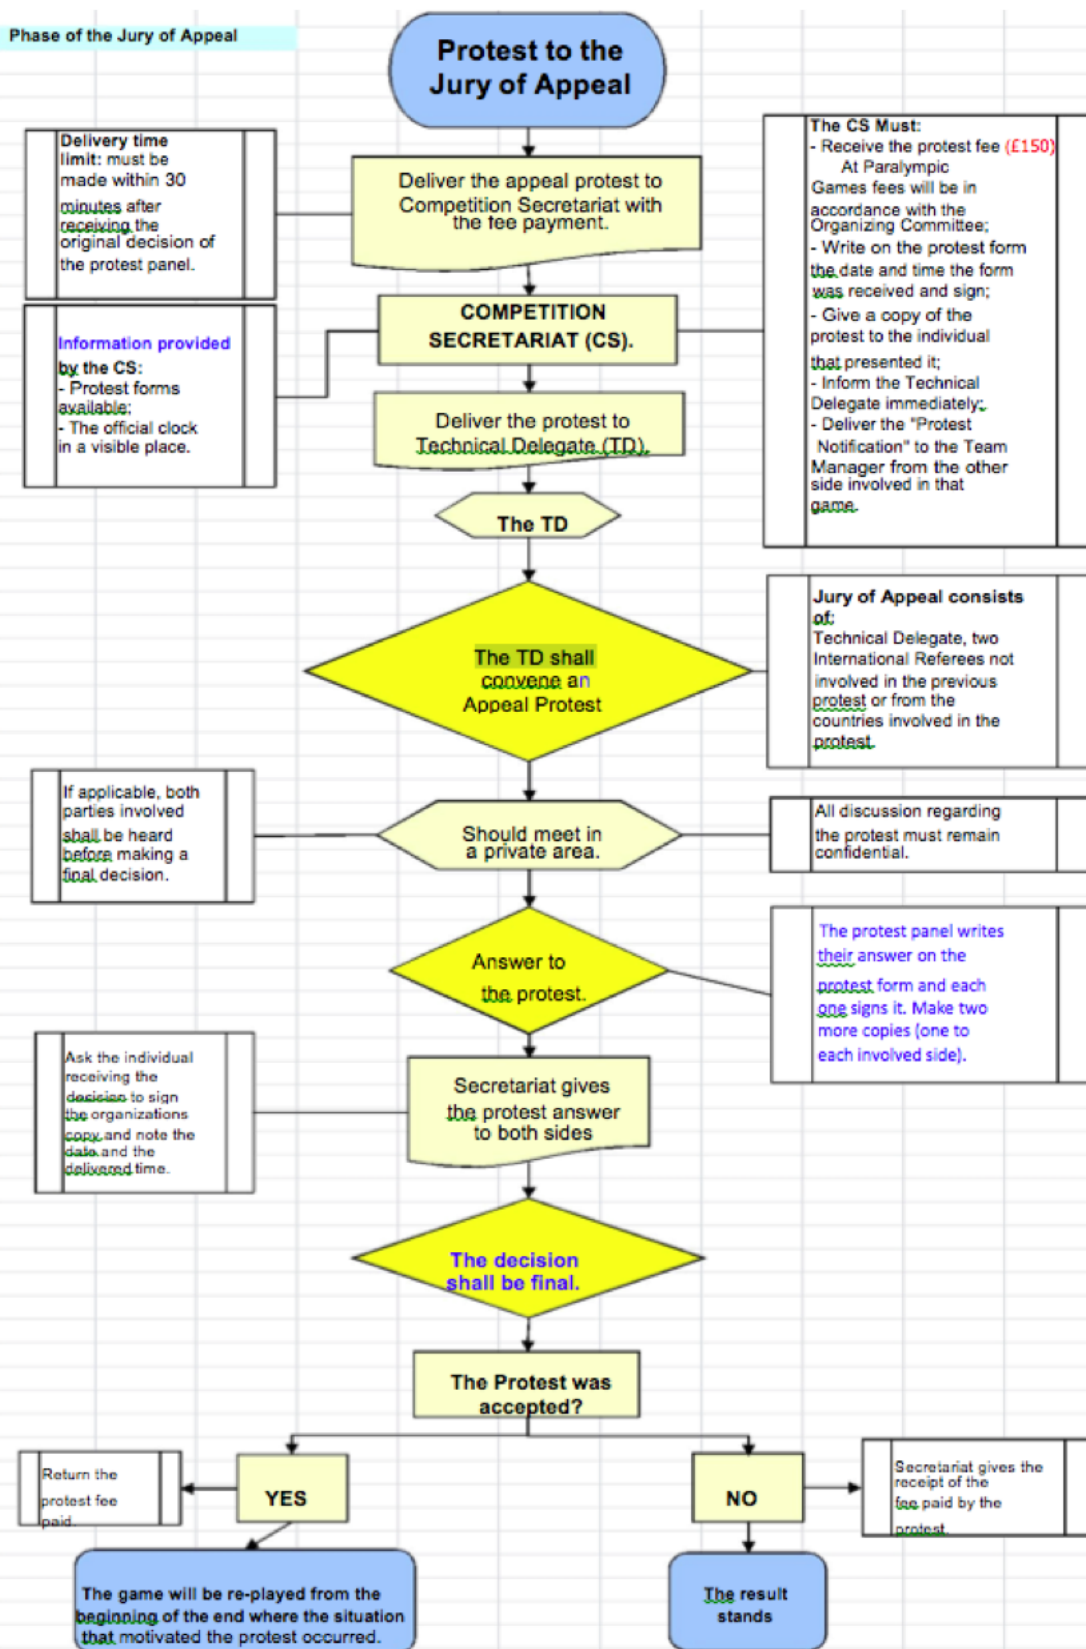 Phase of the Jury of Appeal
Protest to the
Jury of Appeal
Delivery time
limit: must be
made within 30
minutes after
receiving the
original decision of
the protest panel.
Deliver the appeal protest to
Competition Secretariat with
the fee payment.
The CS Must:
- Receive the protest fee (£150)
At Paralympic
Games fees will be in
accordance with the
Organizing Committee;
- Write on the protest form
the date and time the form
was received and sign;
- Give a copy of the
protest to the individual
that presented it;
- Inform the Technical
Delegate immediately;
- Deliver the "Protest
Notification" to the Team
Manager from the other
side involved in that
game.
COMPETITION
SECRETARIAT (CS).
Information provided
by the CS:
- Protest forms
available;
- The official clock
in a visible place.
Deliver the protest to
Technical Delegate (TD).
The TD
The TD shall
convene an
Appeal Protest
Jury of Appeal consists
of:
Technical Delegate, two
International Referees not
involved in the previous
protest or from the
countries involved in the
protest.
If applicable, both
parties involved
shall be heard
before making a
final decision.
Should meet in
a private area.
All discussion regarding
the protest must remain
confidential.
Answer to
the protest.
The protest panel writes
their answer on the
protest form and each
one signs it. Make two
more copies (one to
each involved side).
Ask the individual
receiving the
decision to sign
the organizations
copy and note the
date and the
delivered time.
Secretariat gives
the protest answer
to both sides
The decision
shall be final.
The Protest was
accepted?
Return the
protest fee
paid.
YES
NO
Secretariat gives the
receipt of the
fee paid by the
protest.
The game will be re-played from the
beginning of the end where the situation
that motivated the protest occurred.
The result
stands